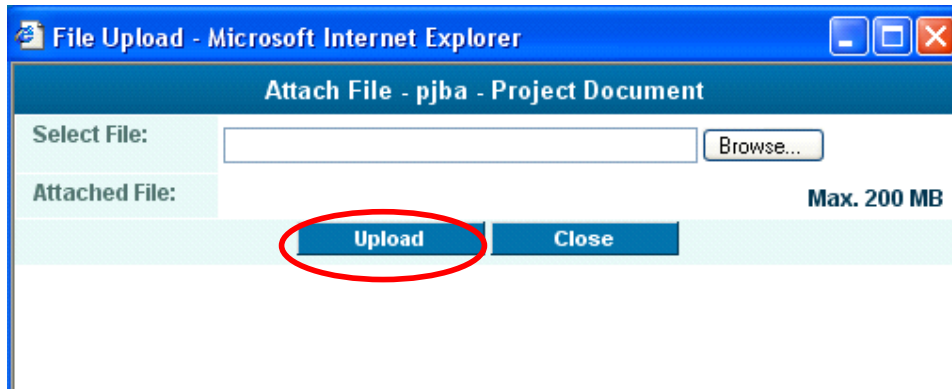 File Upload - Microsoft Internet Explorer
Attach File - pjba - Project Document
Select File:
Browse...
Attached File:
Max. 200 MB
Upload Close